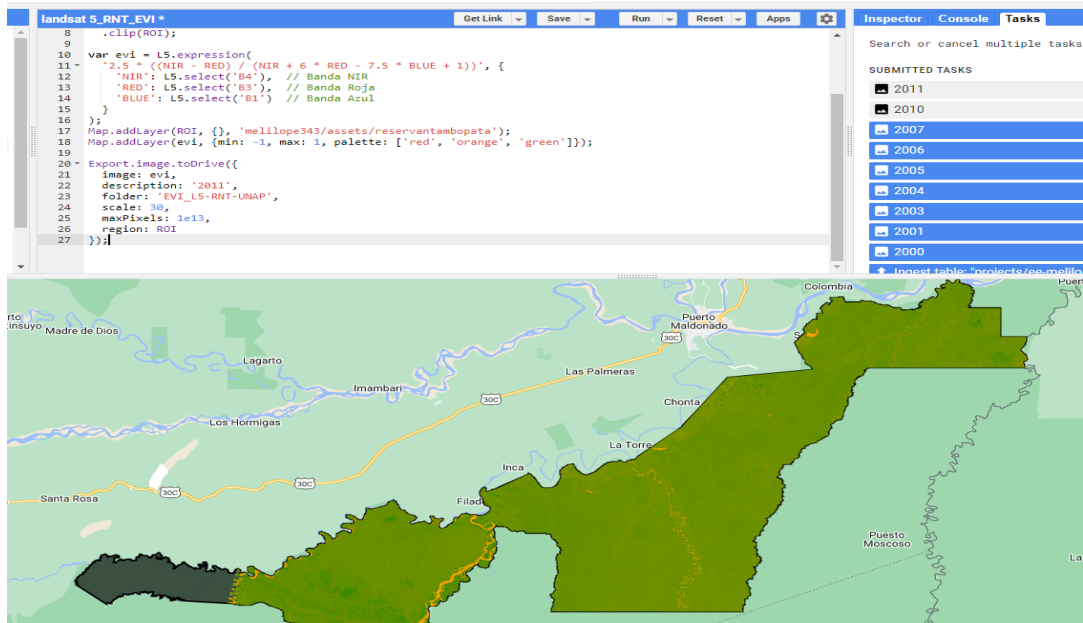 landsat 5_RNT_EVI *
Get Link
Save
Run
Reset
Apps
Inspector
Console
Tasks
8 .clip(ROI);
9
10 var evi = L5.expression(
11 '2.5 * ((NIR - RED) / (NIR + 6 * RED - 7.5 * BLUE + 1))', {
12 'NIR': L5.select('B4'), // Banda NIR
13 'RED': L5.select('B3'), // Banda Roja
14 'BLUE': L5.select('B1') // Banda Azul
15 }
16 );
17 Map.addLayer(ROI, {}, 'melilope343/assets/reservantambopata');
18 Map.addLayer(evi, {min: -1, max: 1, palette: ['red', 'orange', 'green']});
19
20 Export.image.toDrive({
21 image: evi,
22 description: '2011',
23 folder: 'EVI_L5-RNT-UNAP',
24 scale: 30,
25 maxPixels: 1e13,
26 region: ROI
27 });
Search or cancel multiple tasks
SUBMITTED TASKS
2011
2010
2007
2006
2005
2004
2003
2001
2000
Ingest table: "projects/ee-melilo
Colombia
Puerto
Maldonado
30C
Madre de Dios
Lagarto
Las Palmeras
Imambari
30C
Chonta
Los Hormigas
La Torre
Inca
30C
30C
Santa Rosa
Filad
Puesto
Moscoso
La